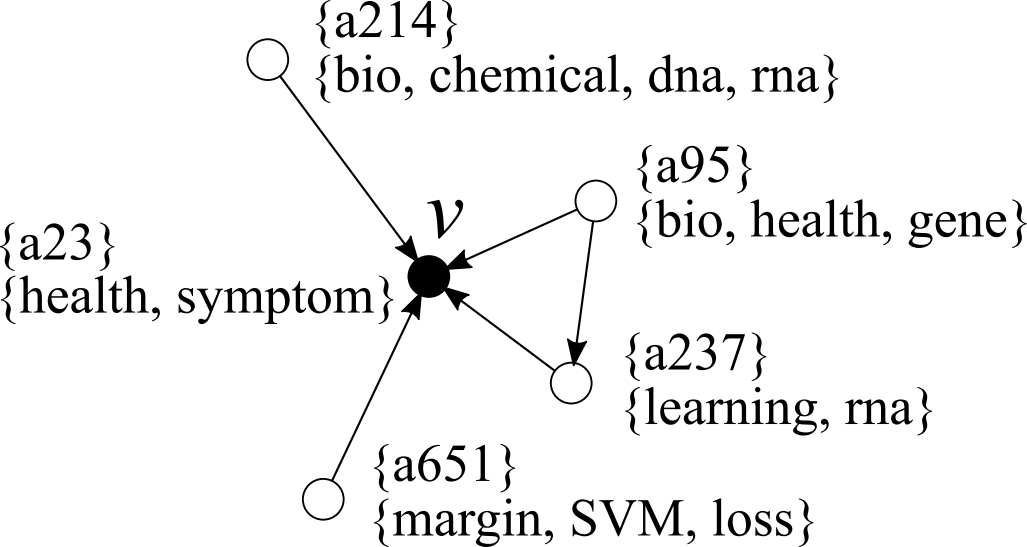 {a214}
{bio, chemical, dna, rna}
{a95}
{bio, health, gene}
v
{a23}
{health, symptom}
{a237}
{learning, rna}
{a651}
{margin, SVM, loss}